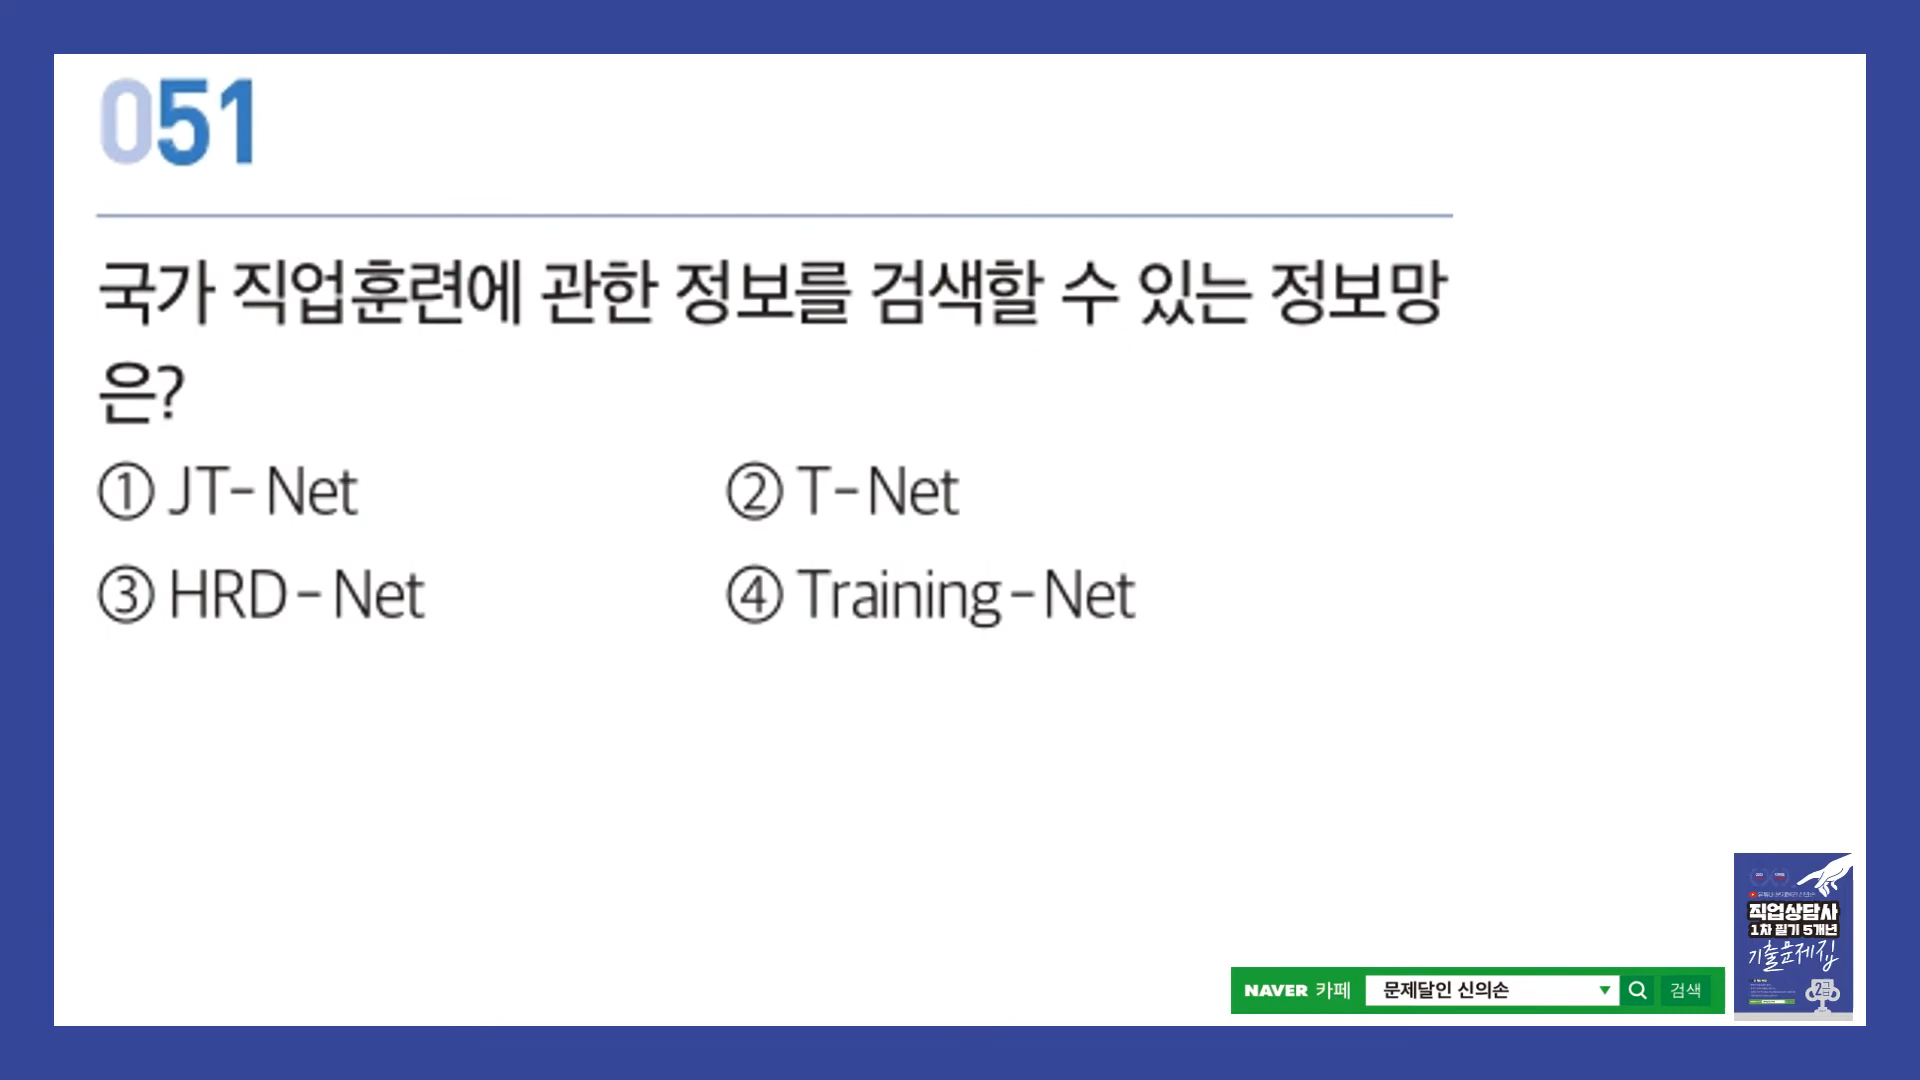 051
국가 직업훈련에 관한 정보를 검색할 수 있는 정보망
은?
① JT-Net ② T-Net
③ HRD-Net ④ Training-Net
NAVER 카페 문제달인 신의손 검색
직업상담사
1차 필기 5개년
기출문제집
2급